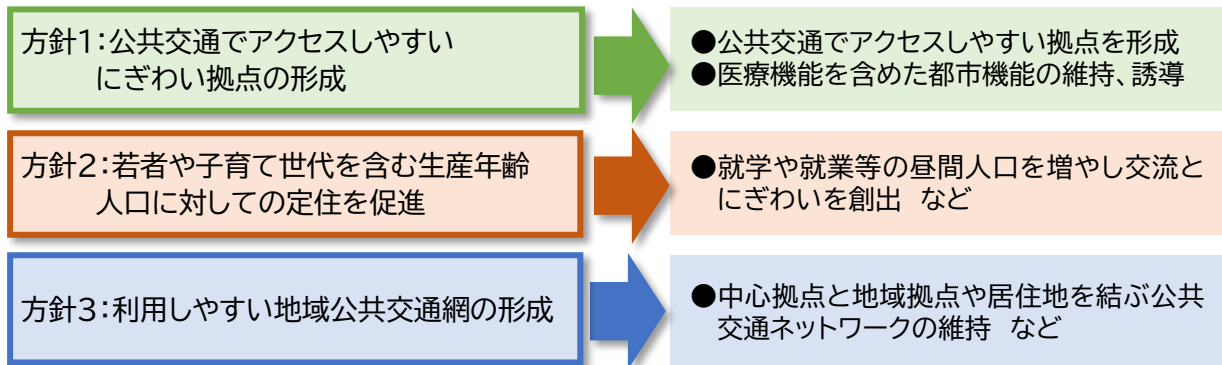 方針1：公共交通でアクセスしやすい
にぎわい拠点の形成
●公共交通でアクセスしやすい拠点を形成
●医療機能を含めた都市機能の維持、誘導
方針2：若者や子育て世代を含む生産年齢
人口に対しての定住を促進
●就学や就業等の昼間人口を増やし交流と
にぎわいを創出　など
方針3：利用しやすい地域公共交通網の形成
●中心拠点と地域拠点や居住地を結ぶ公共
交通ネットワークの維持　など